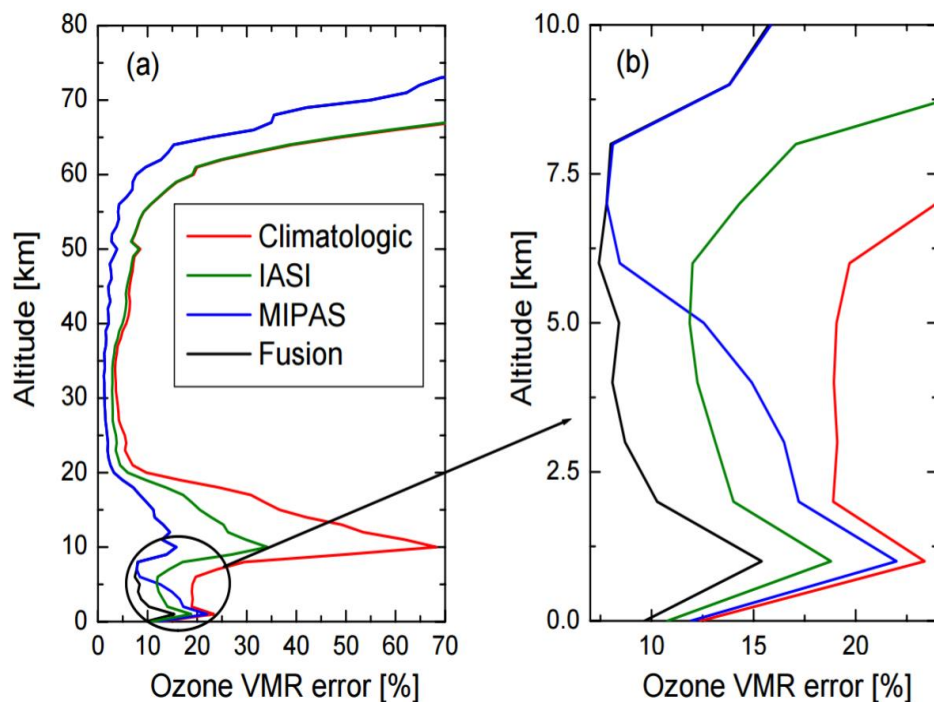 (a)
80
70
60
50
40
30
20
10
0
Altitude [km]
Climatologic
IASI
MIPAS
Fusion
0 10 20 30 40 50 60 70
Ozone VMR error [%]
(b)
10.0
7.5
5.0
2.5
0.0
Altitude [km]
10 15 20
Ozone VMR error [%]